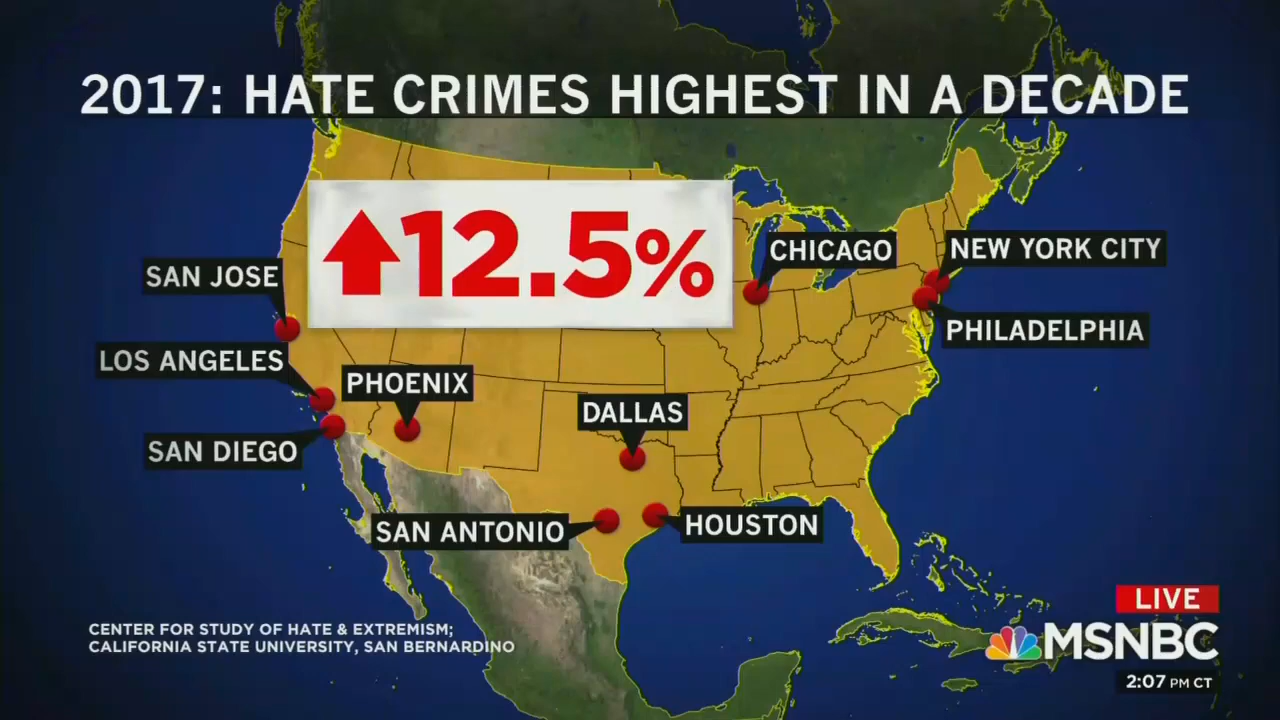 2017: HATE CRIMES HIGHEST IN A DECADE
12.5%
CHICAGO
NEW YORK CITY
SAN JOSE
PHILADELPHIA
LOS ANGELES
PHOENIX
DALLAS
SAN DIEGO
SAN ANTONIO
HOUSTON
CENTER FOR STUDY OF HATE & EXTREMISM;
CALIFORNIA STATE UNIVERSITY, SAN BERNARDINO
LIVE
MSNBC
2:07 PM CT